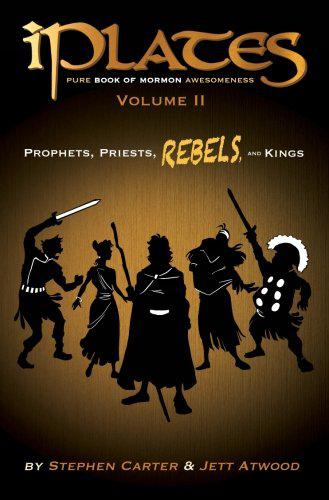 iPLATES
PURE BOOK OF MORMON AWESOMENESS
VOLUME II
PROPHETS, PRIESTS, REBELS, AND KINGS
BY STEPHEN CARTER & JETT ATWOOD